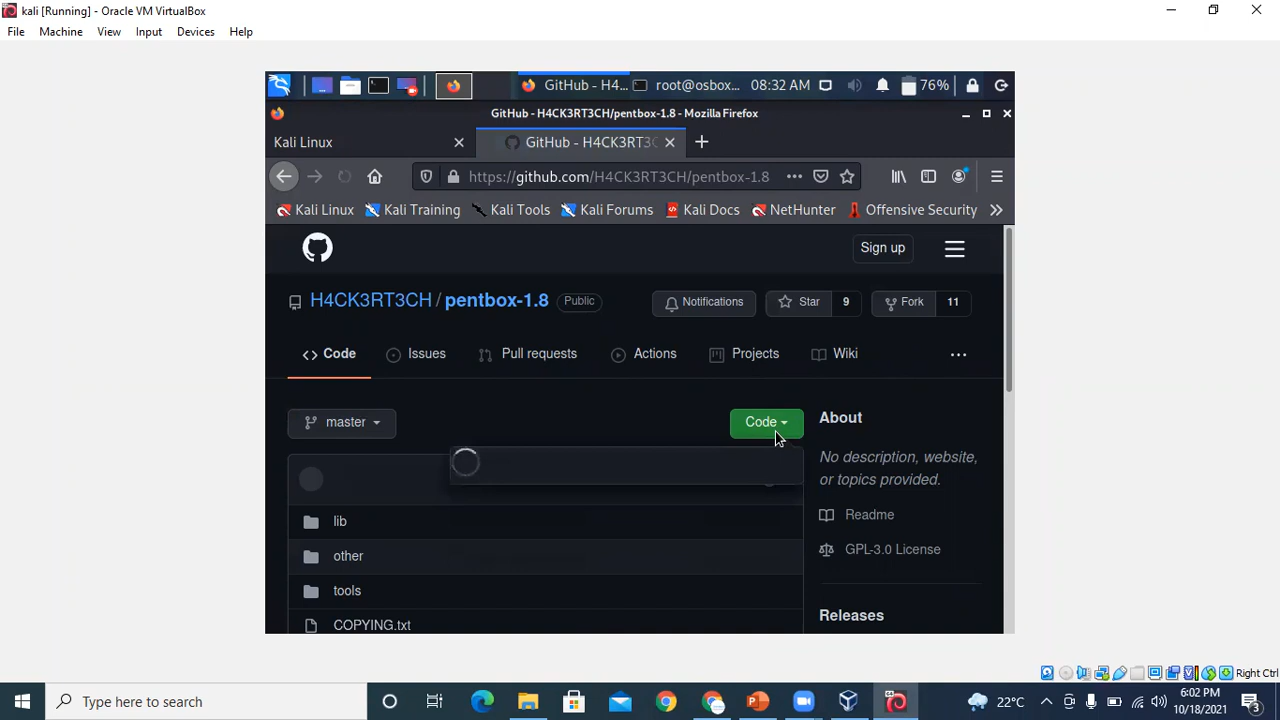 kali [Running] - Oracle VM VirtualBox
File Machine View Input Devices Help
GitHub - H4... root@osbox... 08:32 AM 76%
GitHub - H4CK3RT3CH/pentbox-1.8 - Mozilla Firefox
Kali Linux GitHub - H4CK3RT3C
https://github.com/H4CK3RT3CH/pentbox-1.8
Kali Linux Kali Training Kali Tools Kali Forums Kali Docs NetHunter Offensive Security
Sign up
H4CK3RT3CH / pentbox-1.8 Public Notifications Star 9 Fork 11
Code Issues Pull requests Actions Projects Wiki
master Code About
No description, website,
or topics provided.
lib Readme
other GPL-3.0 License
tools
COPYING.txt Releases
Right Ctrl
Type here to search 22°C 6:02 PM
10/18/2021 3